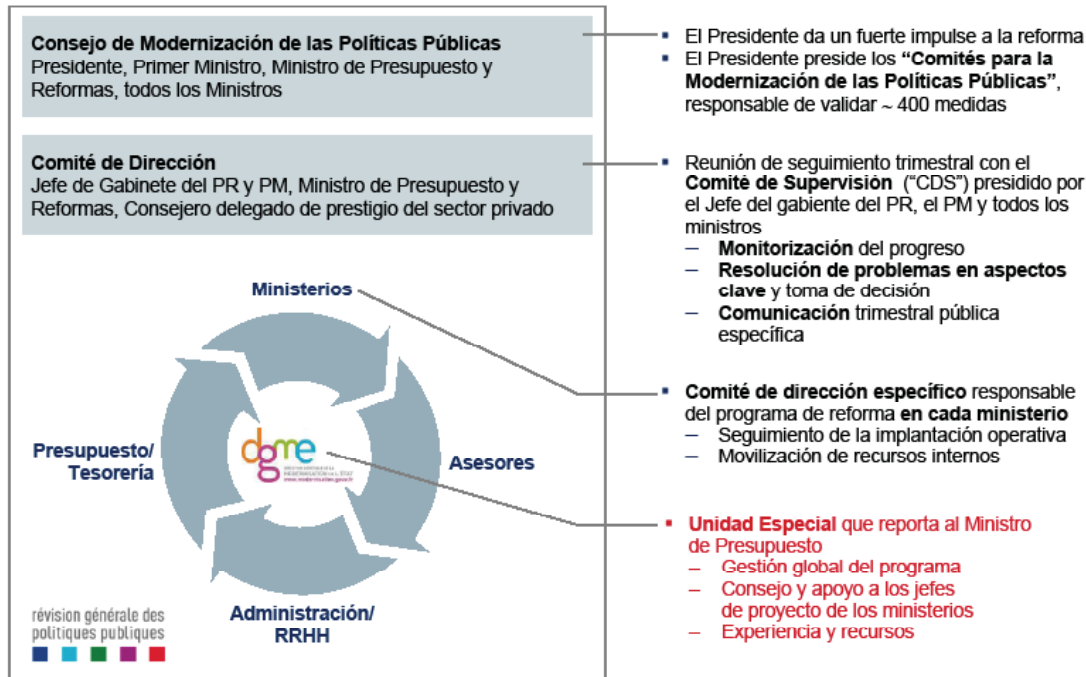 Consejo de Modernización de las Políticas Públicas
Presidente, Primer Ministro, Ministro de Presupuesto y
Reformas, todos los Ministros
▪ El Presidente da un fuerte impulse a la reforma
▪ El Presidente preside los “Comités para la
Modernización de las Políticas Públicas”,
responsable de validar ~ 400 medidas
Comité de Dirección
Jefe de Gabinete del PR y PM, Ministro de Presupuesto y
Reformas, Consejero delegado de prestigio del sector privado
▪ Reunión de seguimiento trimestral con el
Comité de Supervisión (“CDS”) presidido por
el Jefe del gabiente del PR, el PM y todos los
ministros
– Monitorización del progreso
– Resolución de problemas en aspectos
clave y toma de decisión
– Comunicación trimestral pública
específica
Ministerios
Presupuesto/
Tesorería
dgme
Asesores
Administración/
RRHH
▪ Comité de dirección específico responsable
del programa de reforma en cada ministerio
– Seguimiento de la implantación operativa
– Movilización de recursos internos
▪ Unidad Especial que reporta al Ministro
de Presupuesto
– Gestión global del programa
– Consejo y apoyo a los jefes
de proyecto de los ministerios
– Experiencia y recursos
révision générale des
politiques publiques